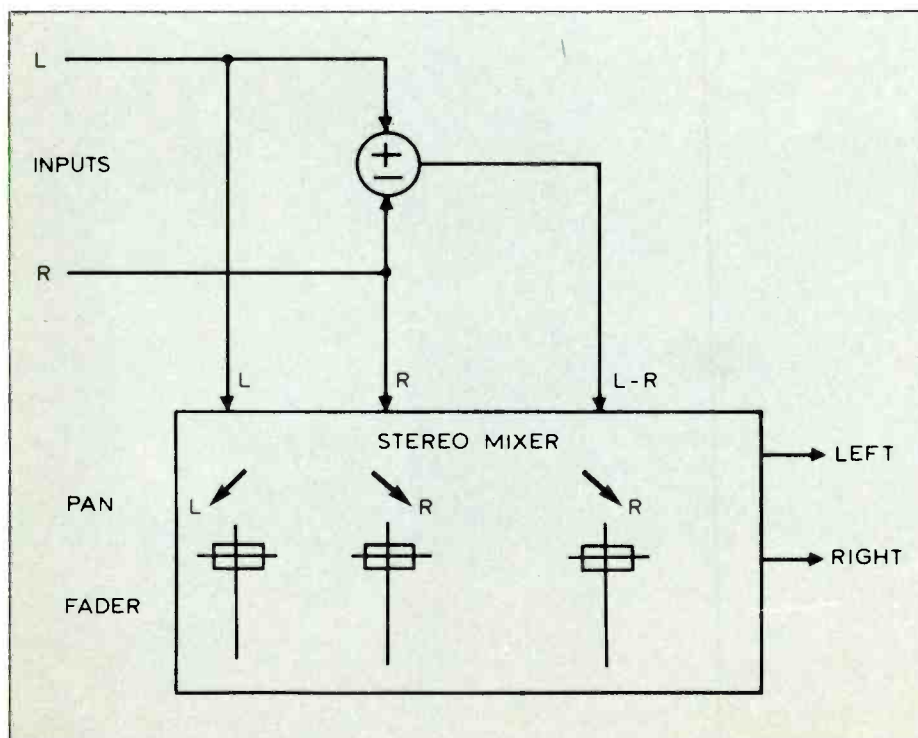 L
+
−
INPUTS
R
L R L-R
STEREO MIXER
LEFT
PAN
L R R
RIGHT
FADER